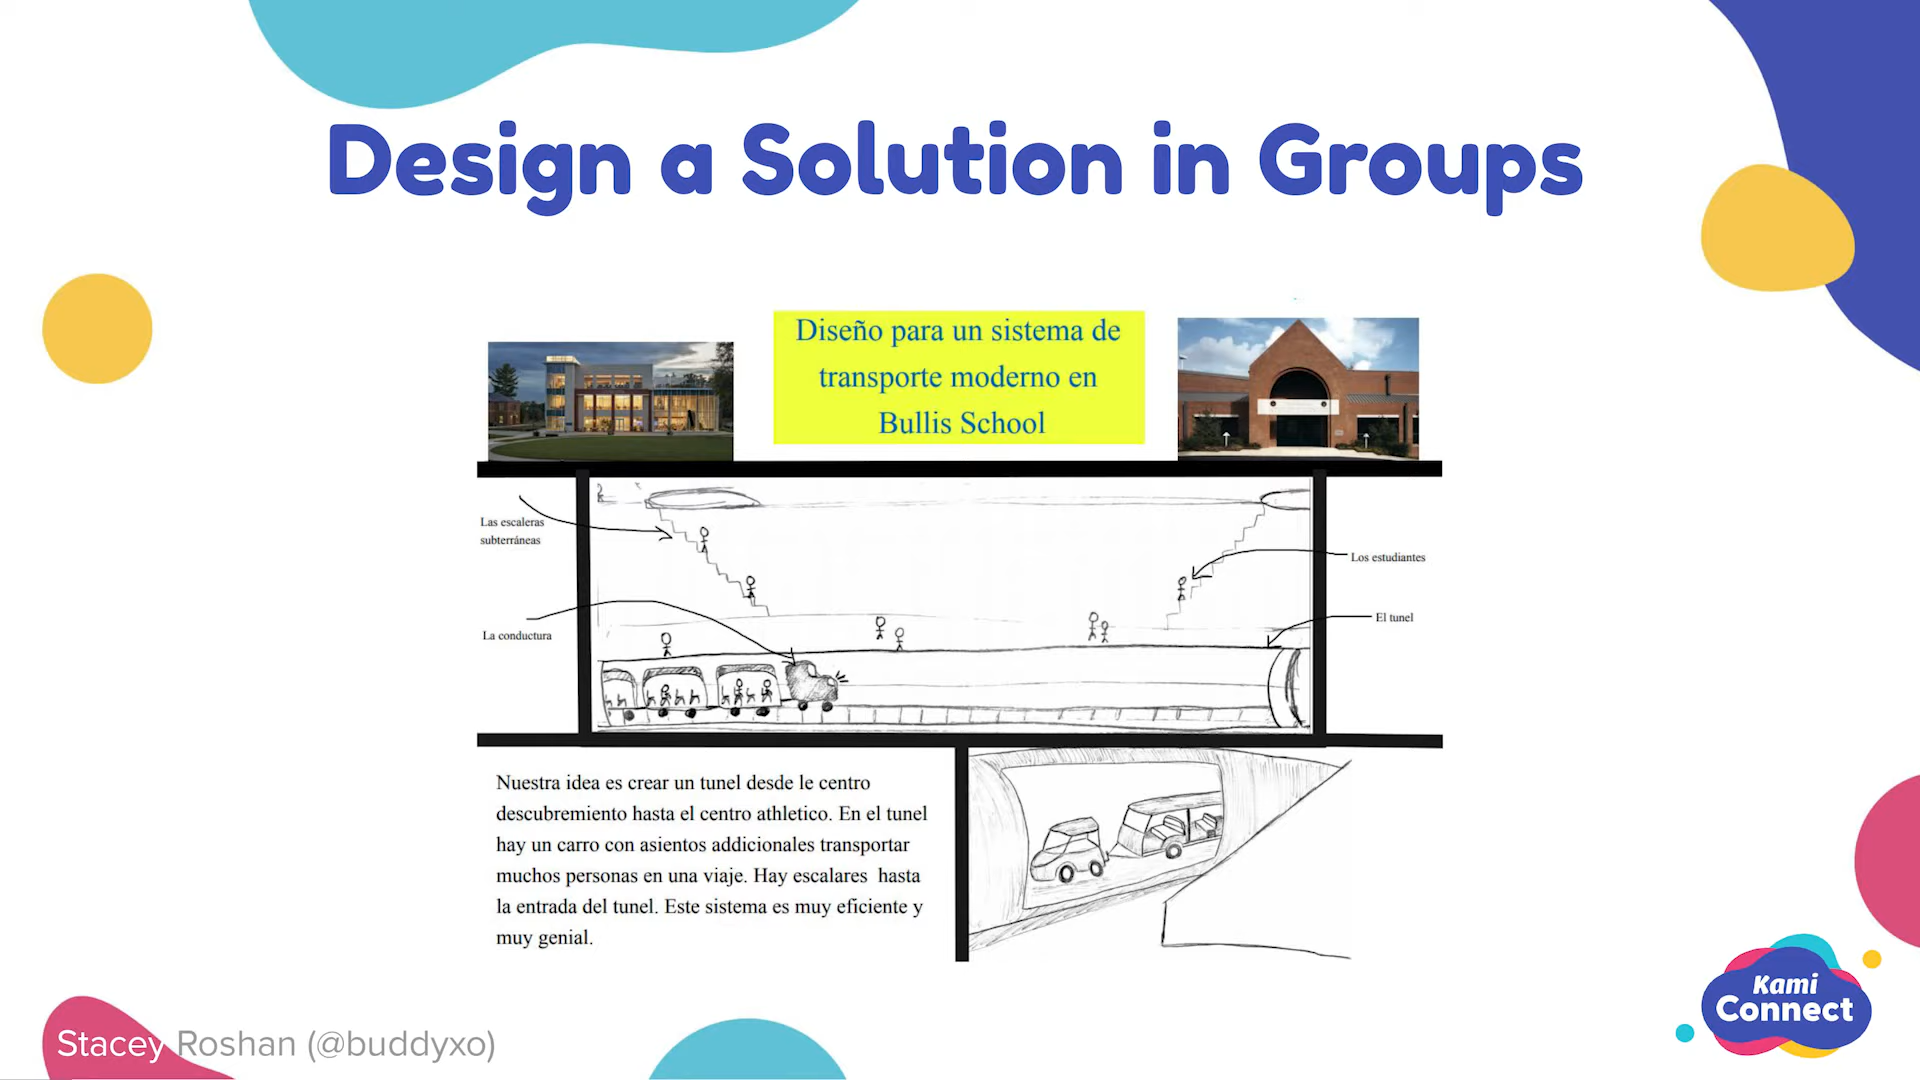 Design a Solution in Groups
Diseño para un sistema de
transporte moderno en
Bullis School
Las escaleras
subterráneas
Los estudiantes
El tunel
La conductura
Nuestra idea es crear un tunel desde le centro
descubremiento hasta el centro athletico. En el tunel
hay un carro con asientos addicionales transportar
muchos personas en una viaje. Hay escalares hasta
la entrada del tunel. Este sistema es muy eficiente y
muy genial.
Stacey Roshan (@buddyxo)
Kami
Connect